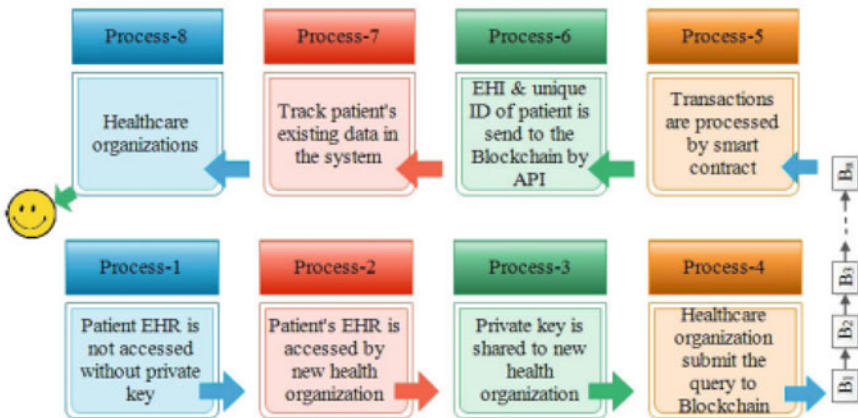 Process-8
Process-7
Process-6
Process-5
Healthcare
organizations
Track patient's
existing data in
the system
EHI & unique
ID of patient is
send to the
Blockchain by
API
Transactions
are processed
by smart
contract
Process-1
Process-2
Process-3
Process-4
Patient EHR is
not accessed
without private
key
Patient's EHR is
accessed by
new health
organization
Private key is
shared to new
health
organization
Healthcare
organization
submit the
query to
Blockchain
Bn
B3
B2
B1